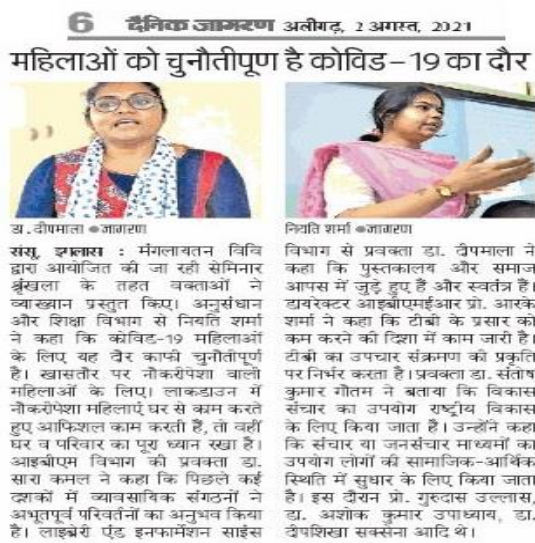 6 दैनिक जागरण अलीगढ़, 2 अगस्त, 2021
महिलाओं को चुनौतीपूण है कोविड-19 का दौर
डा. दीपमाला ●जागरण
संसू, इगलास : मंगलायतन विवि
द्वारा आयोजित की जा रही सेमिनार
श्रृंखला के तहत वक्ताओं ने
व्याख्यान प्रस्तुत किए। अनुसंधान
और शिक्षा विभाग से नियति शर्मा
ने कहा कि कोविड-19 महिलाओं
के लिए यह दौर काफी चुनौतीपूर्ण
है। खासतौर पर नौकरीपेशा वाली
महिलाओं के लिए। लाकडाउन में
नौकरीपेशा महिलाएं घर से काम करते
हुए आफिशल काम करती हैं, तो वहीं
घर व परिवार का पूरा ध्यान रखा है।
आइबीएम विभाग की प्रवक्ता डा.
सारा कमल ने कहा कि पिछले कई
दशकों में व्यावसायिक संगठनों ने
अभूतपूर्व परिवर्तनों का अनुभव किया
है। लाइब्रेरी एंड इनफार्मेशन साइंस
नियति शर्मा ●जागरण
विभाग से प्रवक्ता डा. दीपमाला ने
कहा कि पुस्तकालय और समाज
आपस में जुड़े हुए हैं और स्वतंत्र हैं।
डायरेक्टर आइबीएमईआर प्रो. आरके
शर्मा ने कहा कि टीबी के प्रसार को
कम करने की दिशा में काम जारी है।
टीबी का उपचार संक्रमण की प्रकृति
पर निर्भर करता है। प्रवक्ता डा. संतोष
कुमार गौतम ने बताया कि विकास
संचार का उपयोग राष्ट्रीय विकास
के लिए किया जाता है। उन्होंने कहा
कि संचार या जनसंचार माध्यमों का
उपयोग लोगों की सामाजिक-आर्थिक
स्थिति में सुधार के लिए किया जाता
है। इस दौरान प्रो. गुरुदास उल्लास,
डा. अशोक कुमार उपाध्याय, डा.
दीपशिखा सक्सेना आदि थे।